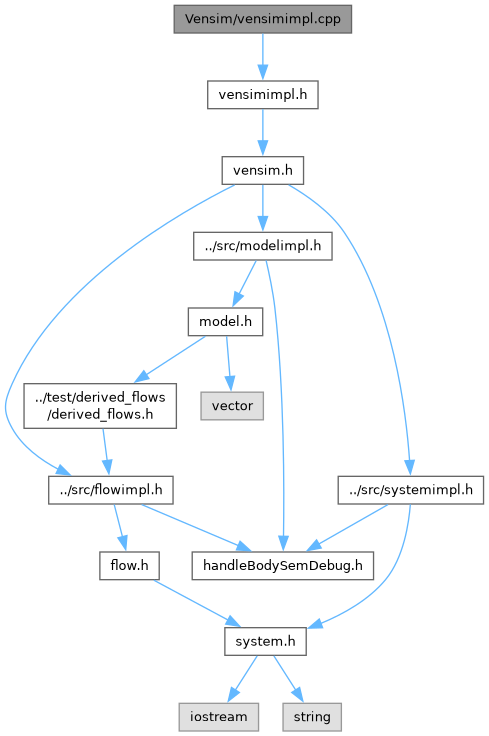 Vensim/vensimimpl.cpp
vensimimpl.h
vensim.h
../src/modelimpl.h
model.h
../test/derived_flows
/derived_flows.h
vector
../src/flowimpl.h
../src/systemimpl.h
flow.h
handleBodySemDebug.h
system.h
iostream
string